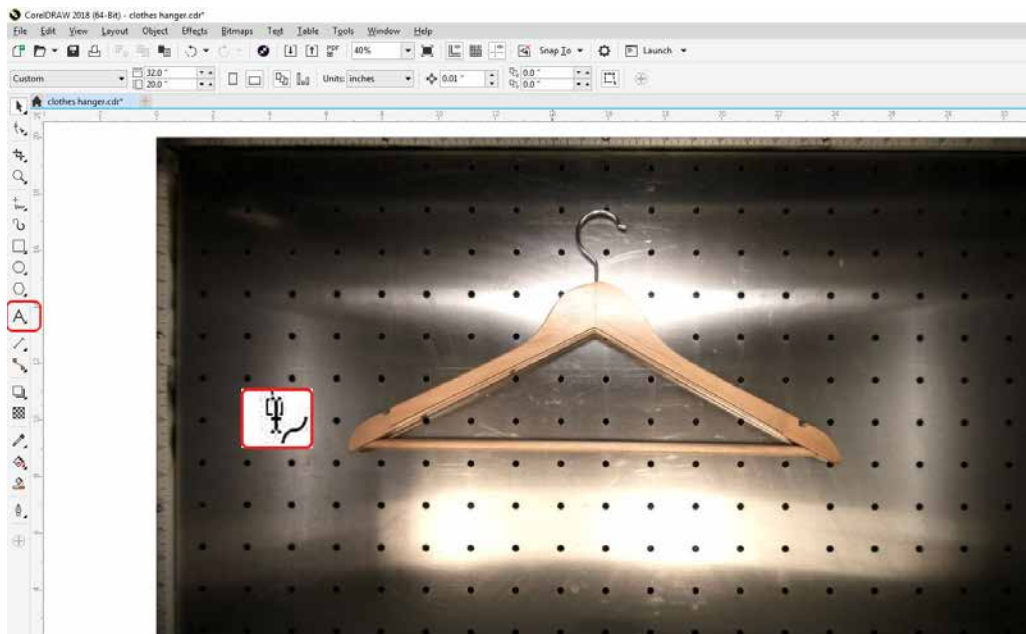 CorelDRAW 2018 (64-Bit) - clothes hanger.cdr*
File Edit View Layout Object Effects Bitmaps Text Table Tools Window Help
PDF 40% Snap To Launch
Custom 32.0 " 20.0 " Units: inches 0.01 " 0.0 " 0.0 "
clothes hanger.cdr*
A